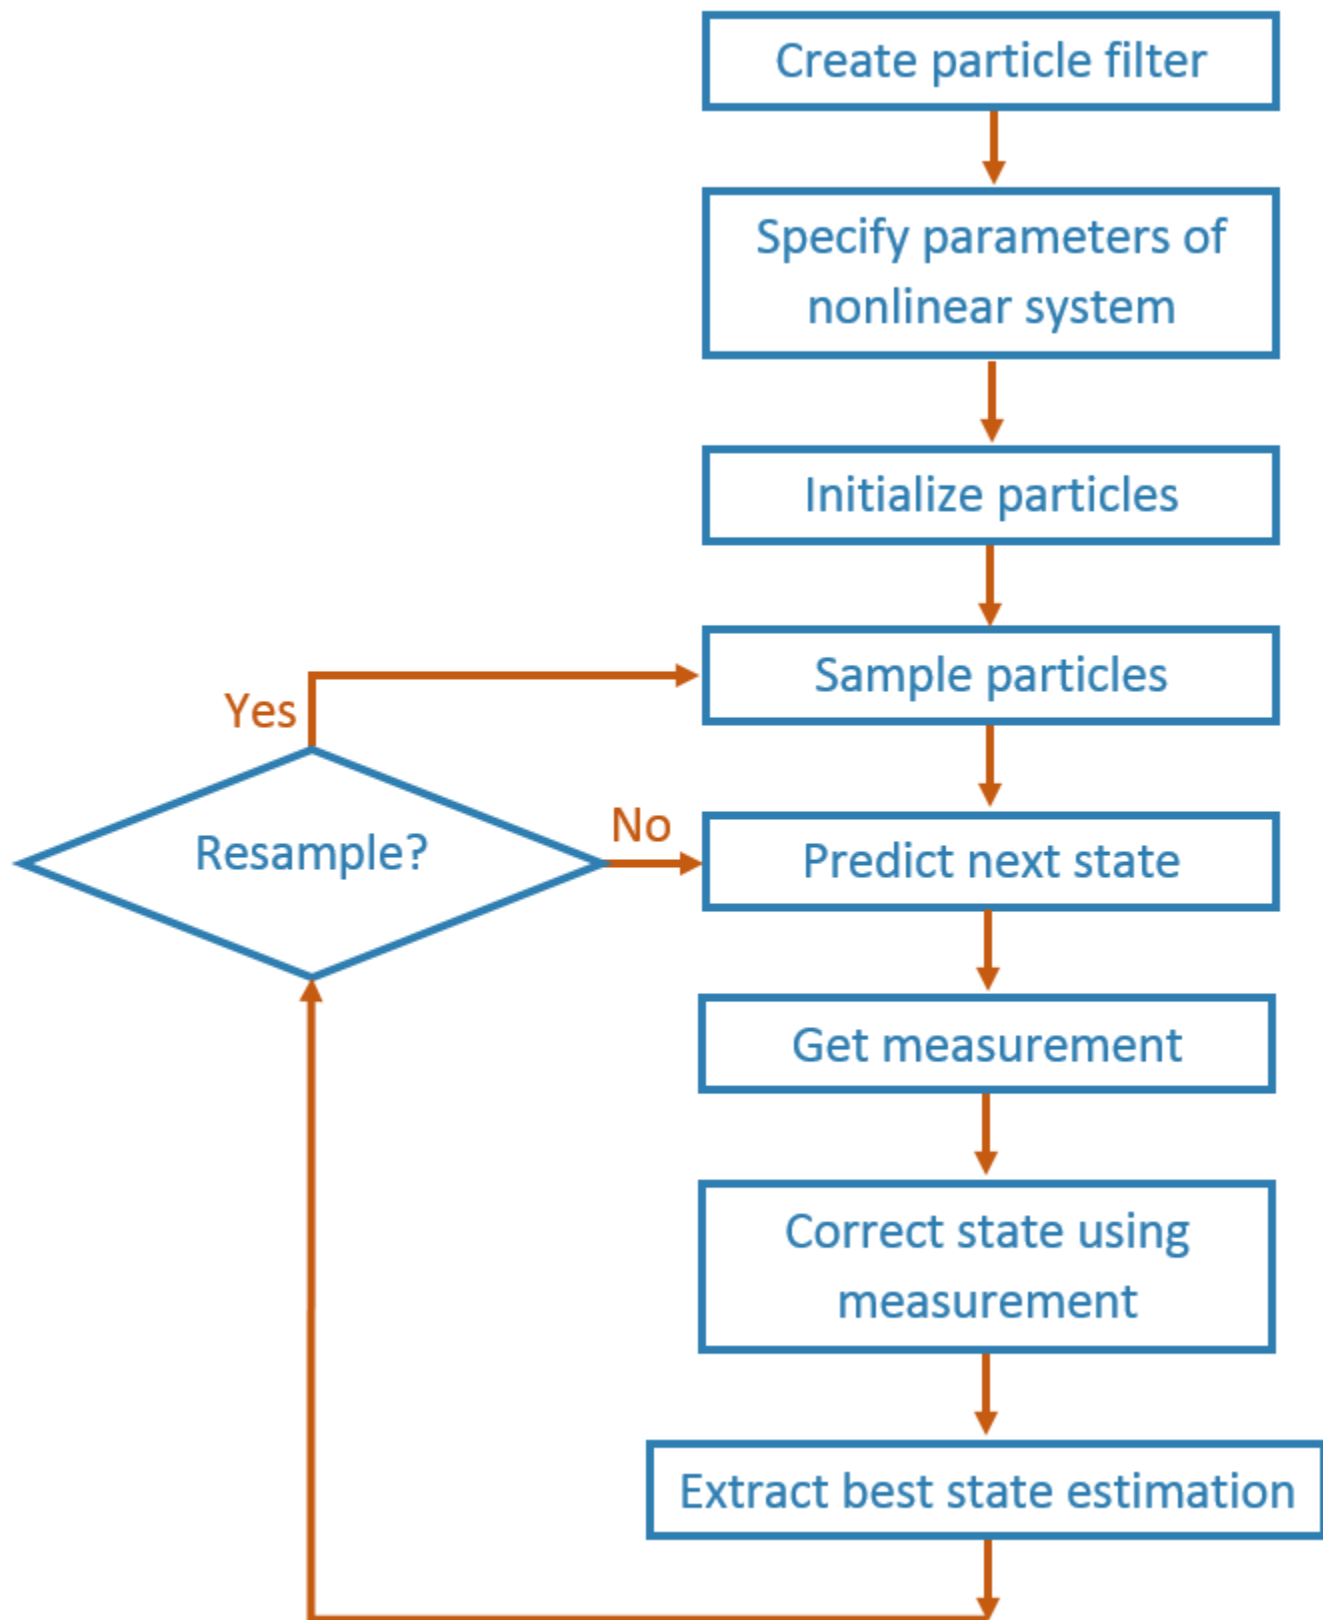 Create particle filter
Specify parameters of
nonlinear system
Initialize particles
Sample particles
Yes
Resample?
No
Predict next state
Get measurement
Correct state using
measurement
Extract best state estimation